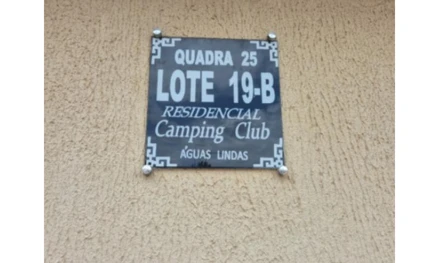 QUADRA 25
LOTE 19-B
RESIDENCIAL
Camping Club
ÁGUAS LINDAS